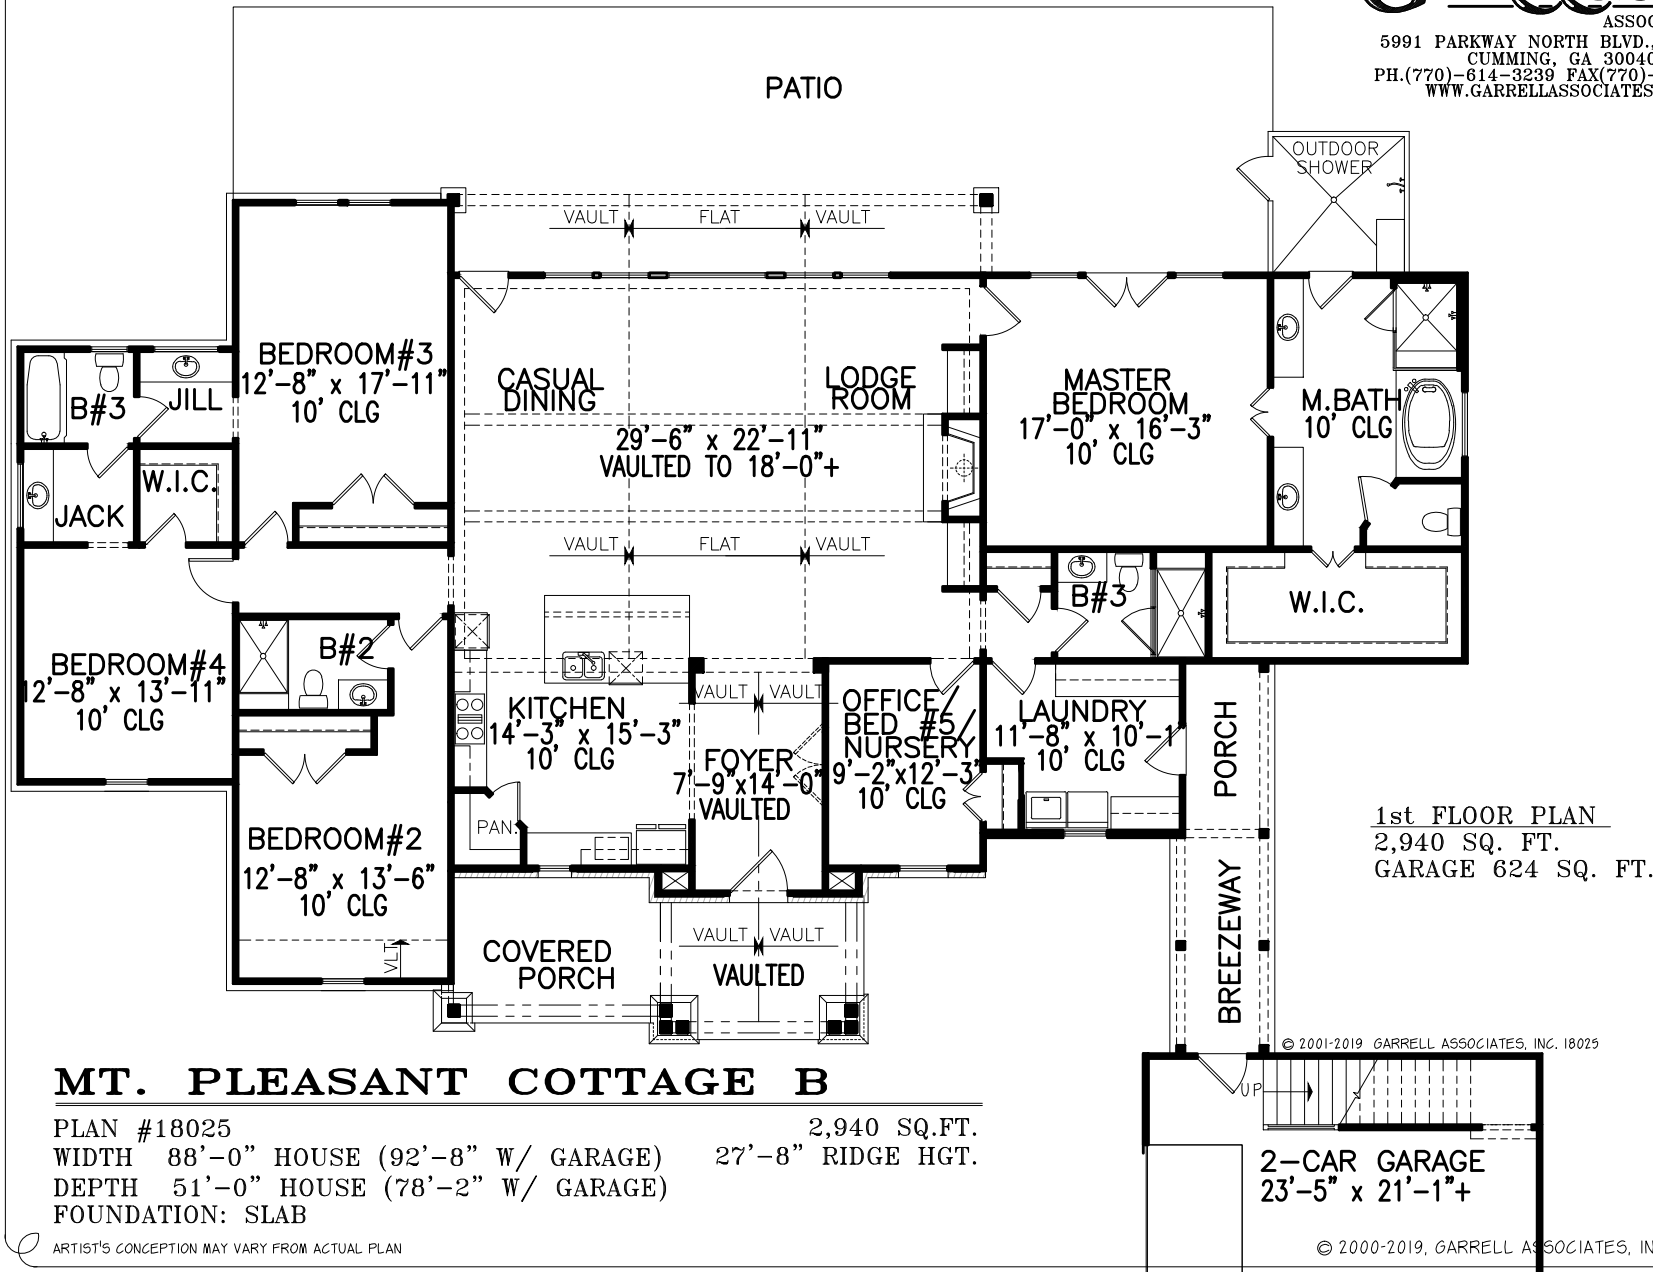 ASSOC
5991 PARKWAY NORTH BLVD.,
CUMMING, GA 30040
PH.(770)-614-3239 FAX(770)-
WWW.GARRELLASSOCIATES
PATIO
OUTDOOR
SHOWER
VAULT FLAT VAULT
BEDROOM#3
12'-8" x 17'-11"
10' CLG
B#3
JILL
W.I.C.
JACK
CASUAL
DINING
LODGE
ROOM
29'-6" x 22'-11"
VAULTED TO 18'-0"+
VAULT FLAT VAULT
MASTER
BEDROOM
17'-0" x 16'-3"
10' CLG
M.BATH
10' CLG
B#3
W.I.C.
BEDROOM#4
12'-8" x 13'-11"
10' CLG
B#2
KITCHEN
14'-3" x 15'-3"
10' CLG
PAN.
VAULT VAULT
FOYER
7'-9"x14'-0"
VAULTED
OFFICE/
BED #5/
NURSERY
9'-2"x12'-3"
10' CLG
LAUNDRY
11'-8" x 10'-1"
10' CLG
PORCH
BREEZEWAY
BEDROOM#2
12'-8" x 13'-6"
10' CLG
VLT
COVERED
PORCH
VAULT VAULT
VAULTED
1st FLOOR PLAN
2,940 SQ. FT.
GARAGE 624 SQ. FT.
© 2001-2019 GARRELL ASSOCIATES, INC. 18025
UP
2-CAR GARAGE
23'-5" x 21'-1"+
MT. PLEASANT COTTAGE B
PLAN #18025 2,940 SQ.FT.
WIDTH 88'-0" HOUSE (92'-8" W/ GARAGE) 27'-8" RIDGE HGT.
DEPTH 51'-0" HOUSE (78'-2" W/ GARAGE)
FOUNDATION: SLAB
ARTIST'S CONCEPTION MAY VARY FROM ACTUAL PLAN
© 2000-2019, GARRELL ASSOCIATES, IN